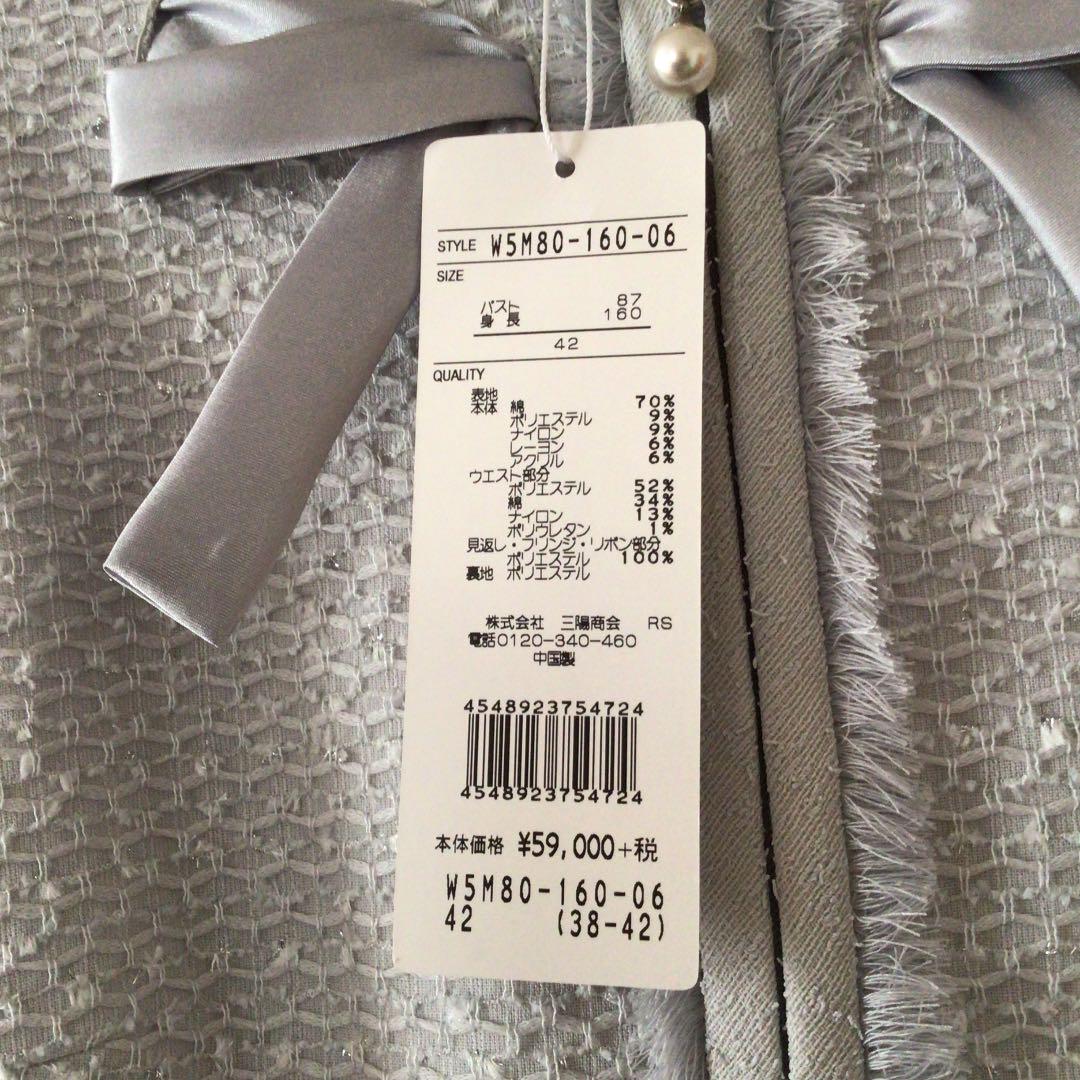 STYLE W5M80-160-06
SIZE
バスト 87
身長 160
42
QUALITY
表地
本体 綿 70%
ポリエステル 9%
ナイロン 9%
レーヨン 6%
アクリル 6%
ウエスト部分
ポリエステル 52%
綿 34%
ナイロン 13%
ポリウレタン 1%
見返し・フリンジ・リボン部分
ポリエステル 100%
裏地 ポリエステル
株式会社 三陽商会 RS
電話0120-340-460
中国製
4548923754724
4548923754724
本体価格 ¥59,000+税
W5M80-160-06
42 (38-42)